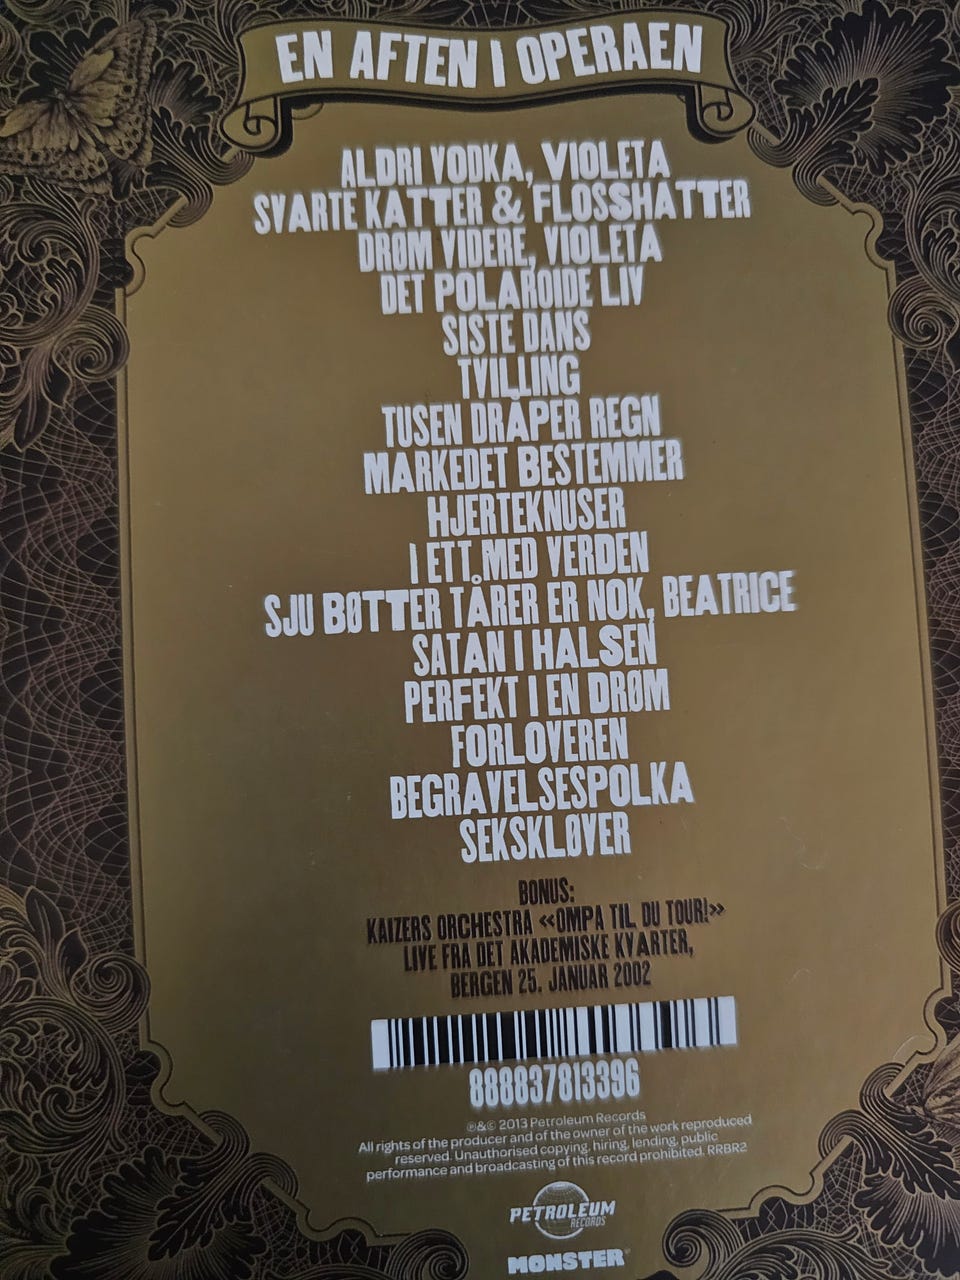 EN AFTEN I OPERAEN
ALDRI VODKA, VIOLETA
SVARTE KATTER & FLOSSHATTER
DRØM VIDERE, VIOLETA
DET POLAROIDE LIV
SISTE DANS
TVILLING
TUSEN DRÅPER REGN
MARKEDET BESTEMMER
HJERTEKNUSER
I ETT MED VERDEN
SJU BØTTER TÅRER ER NOK, BEATRICE
SATAN I HALSEN
PERFEKT I EN DRØM
FORLOVEREN
BEGRAVELSESPOLKA
SEKSKLØVER
BONUS:
KAIZERS ORCHESTRA «OMPA TIL DU TOUR!»
LIVE FRA DET AKADEMISKE KVARTER,
BERGEN 25. JANUAR 2002
888837813396
℗&© 2013 Petroleum Records
All rights of the producer and of the owner of the work reproduced
reserved. Unauthorised copying, hiring, lending, public
performance and broadcasting of this record prohibited. RRBR2
PETROLEUM
RECORDS
MONSTER